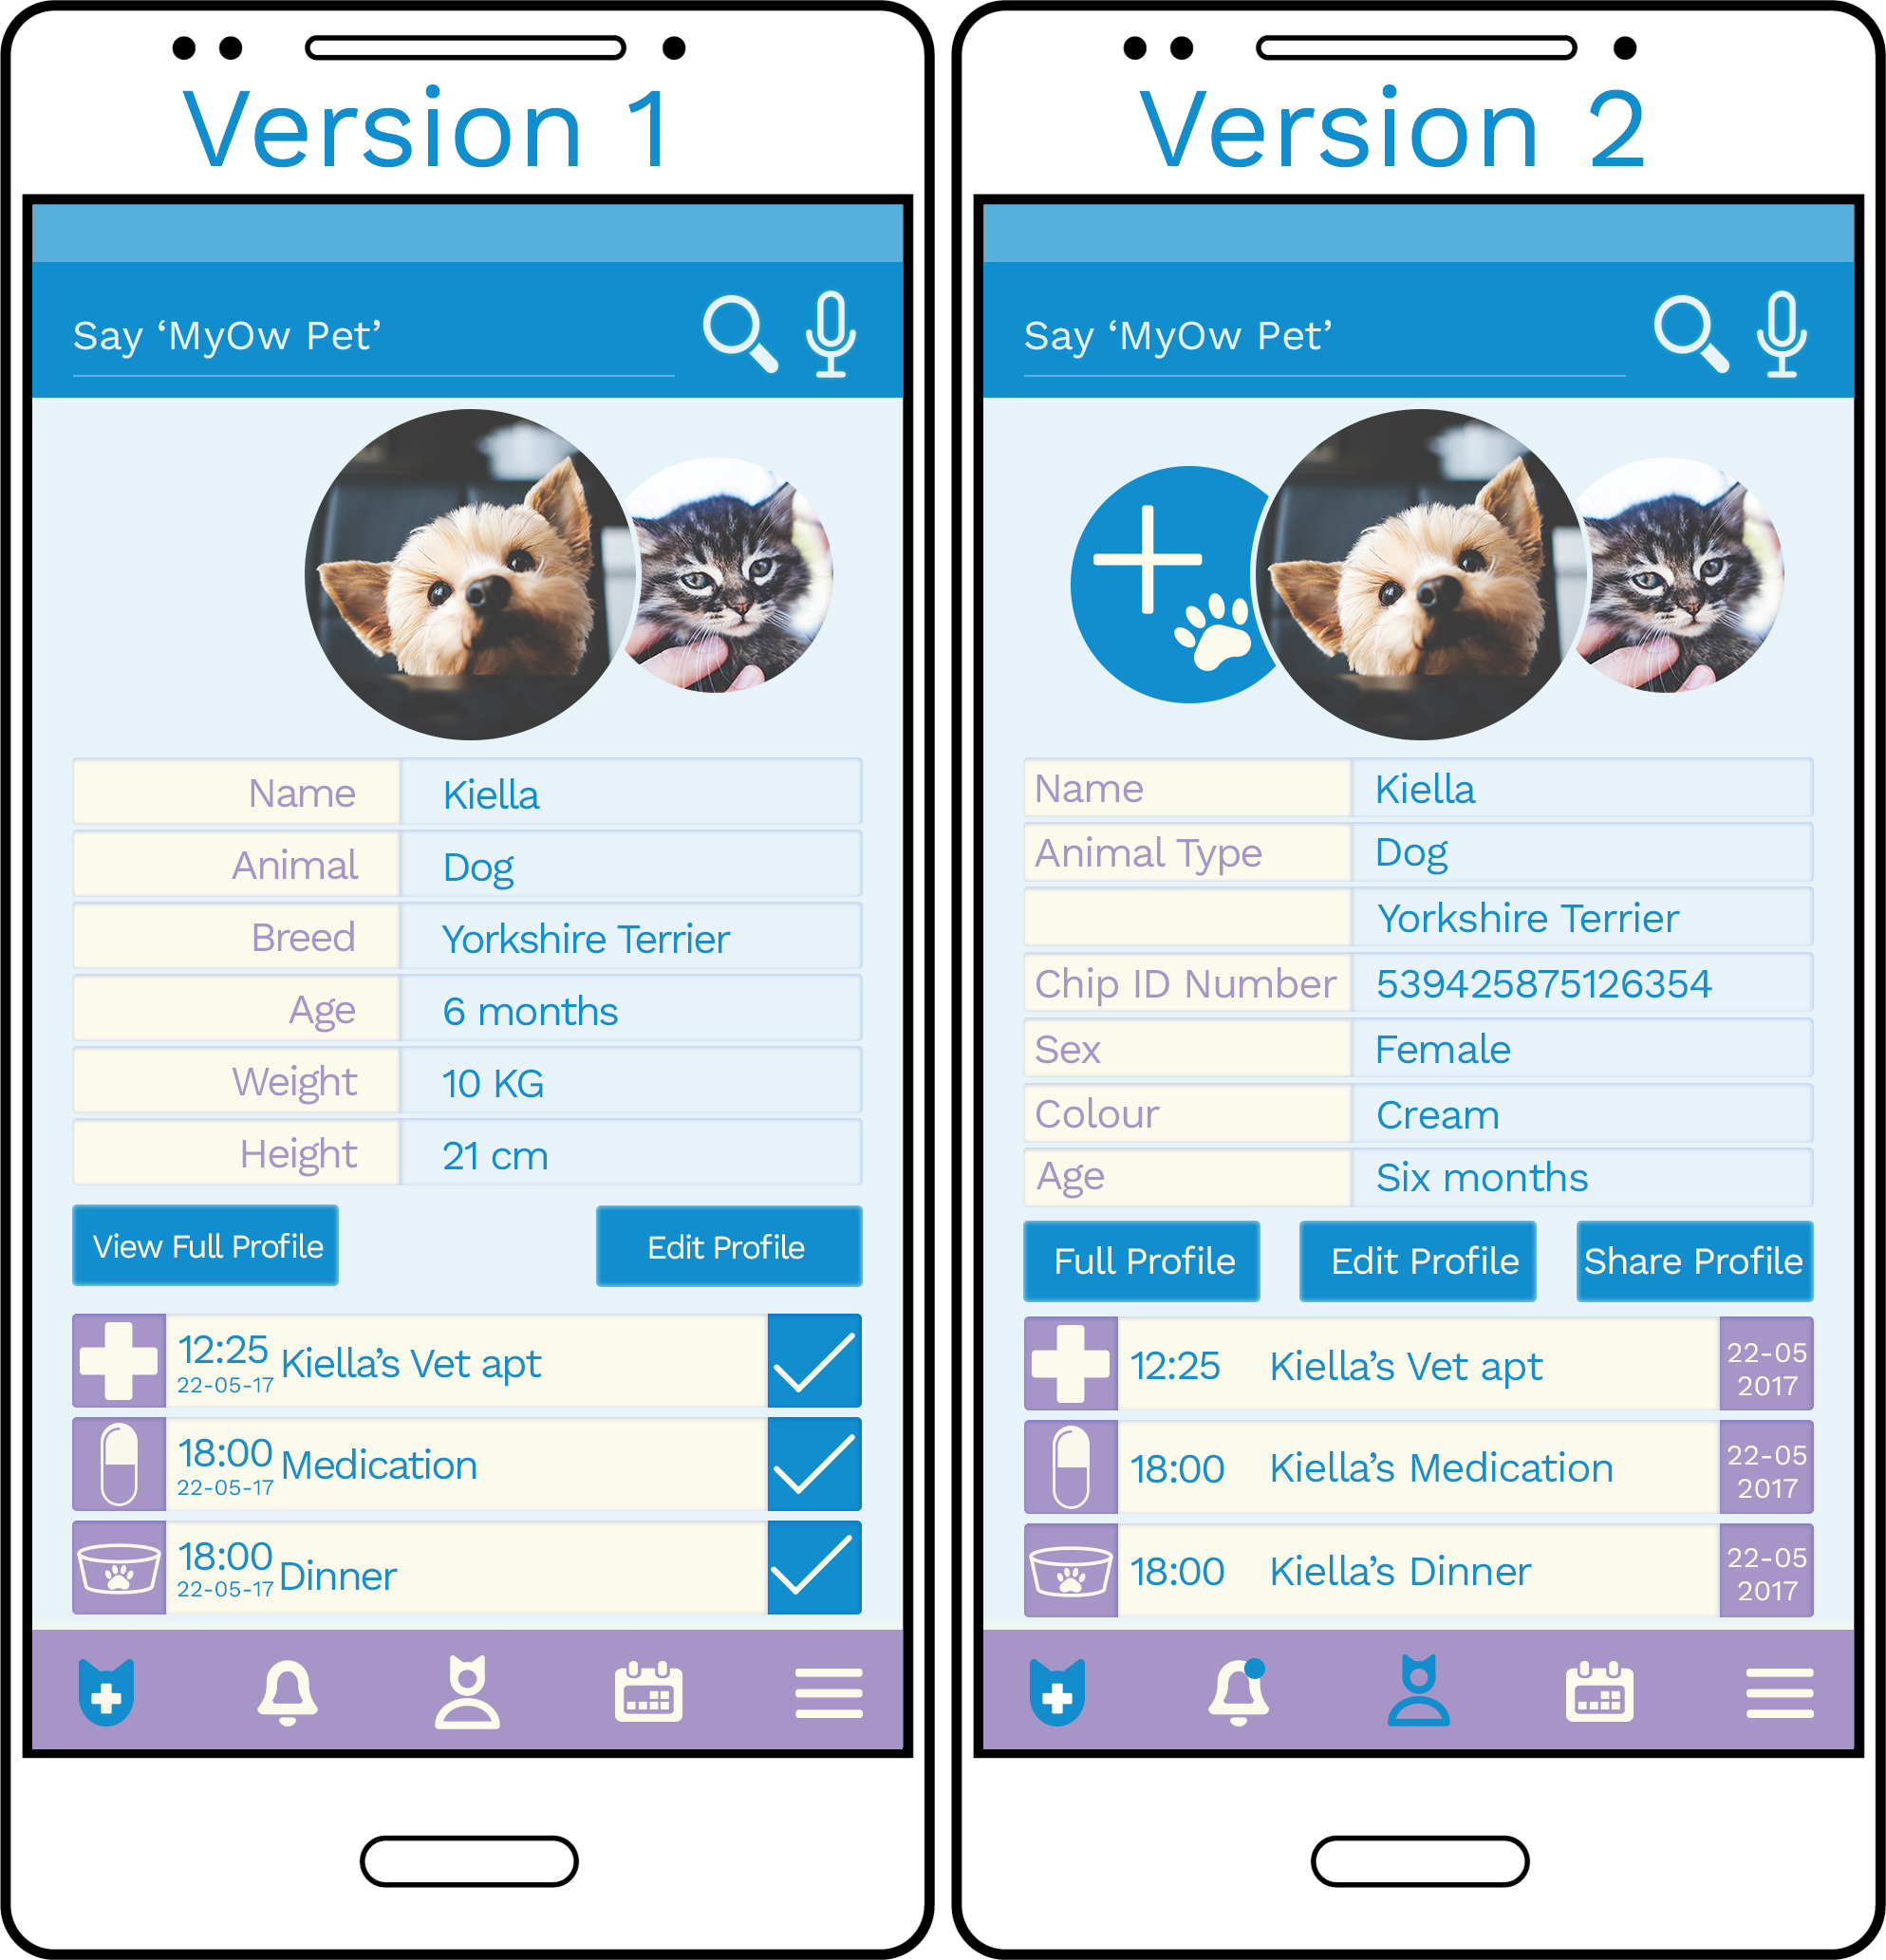 Version 1
Say ‘MyOw Pet’
Name Kiella
Animal Dog
Breed Yorkshire Terrier
Age 6 months
Weight 10 KG
Height 21 cm
View Full Profile Edit Profile
12:25 Kiella’s Vet apt
22-05-17
18:00 Medication
22-05-17
18:00 Dinner
22-05-17
Version 2
Say ‘MyOw Pet’
Name Kiella
Animal Type Dog
Yorkshire Terrier
Chip ID Number 539425875126354
Sex Female
Colour Cream
Age Six months
Full Profile Edit Profile Share Profile
12:25 Kiella’s Vet apt 22-05
2017
18:00 Kiella’s Medication 22-05
2017
18:00 Kiella’s Dinner 22-05
2017